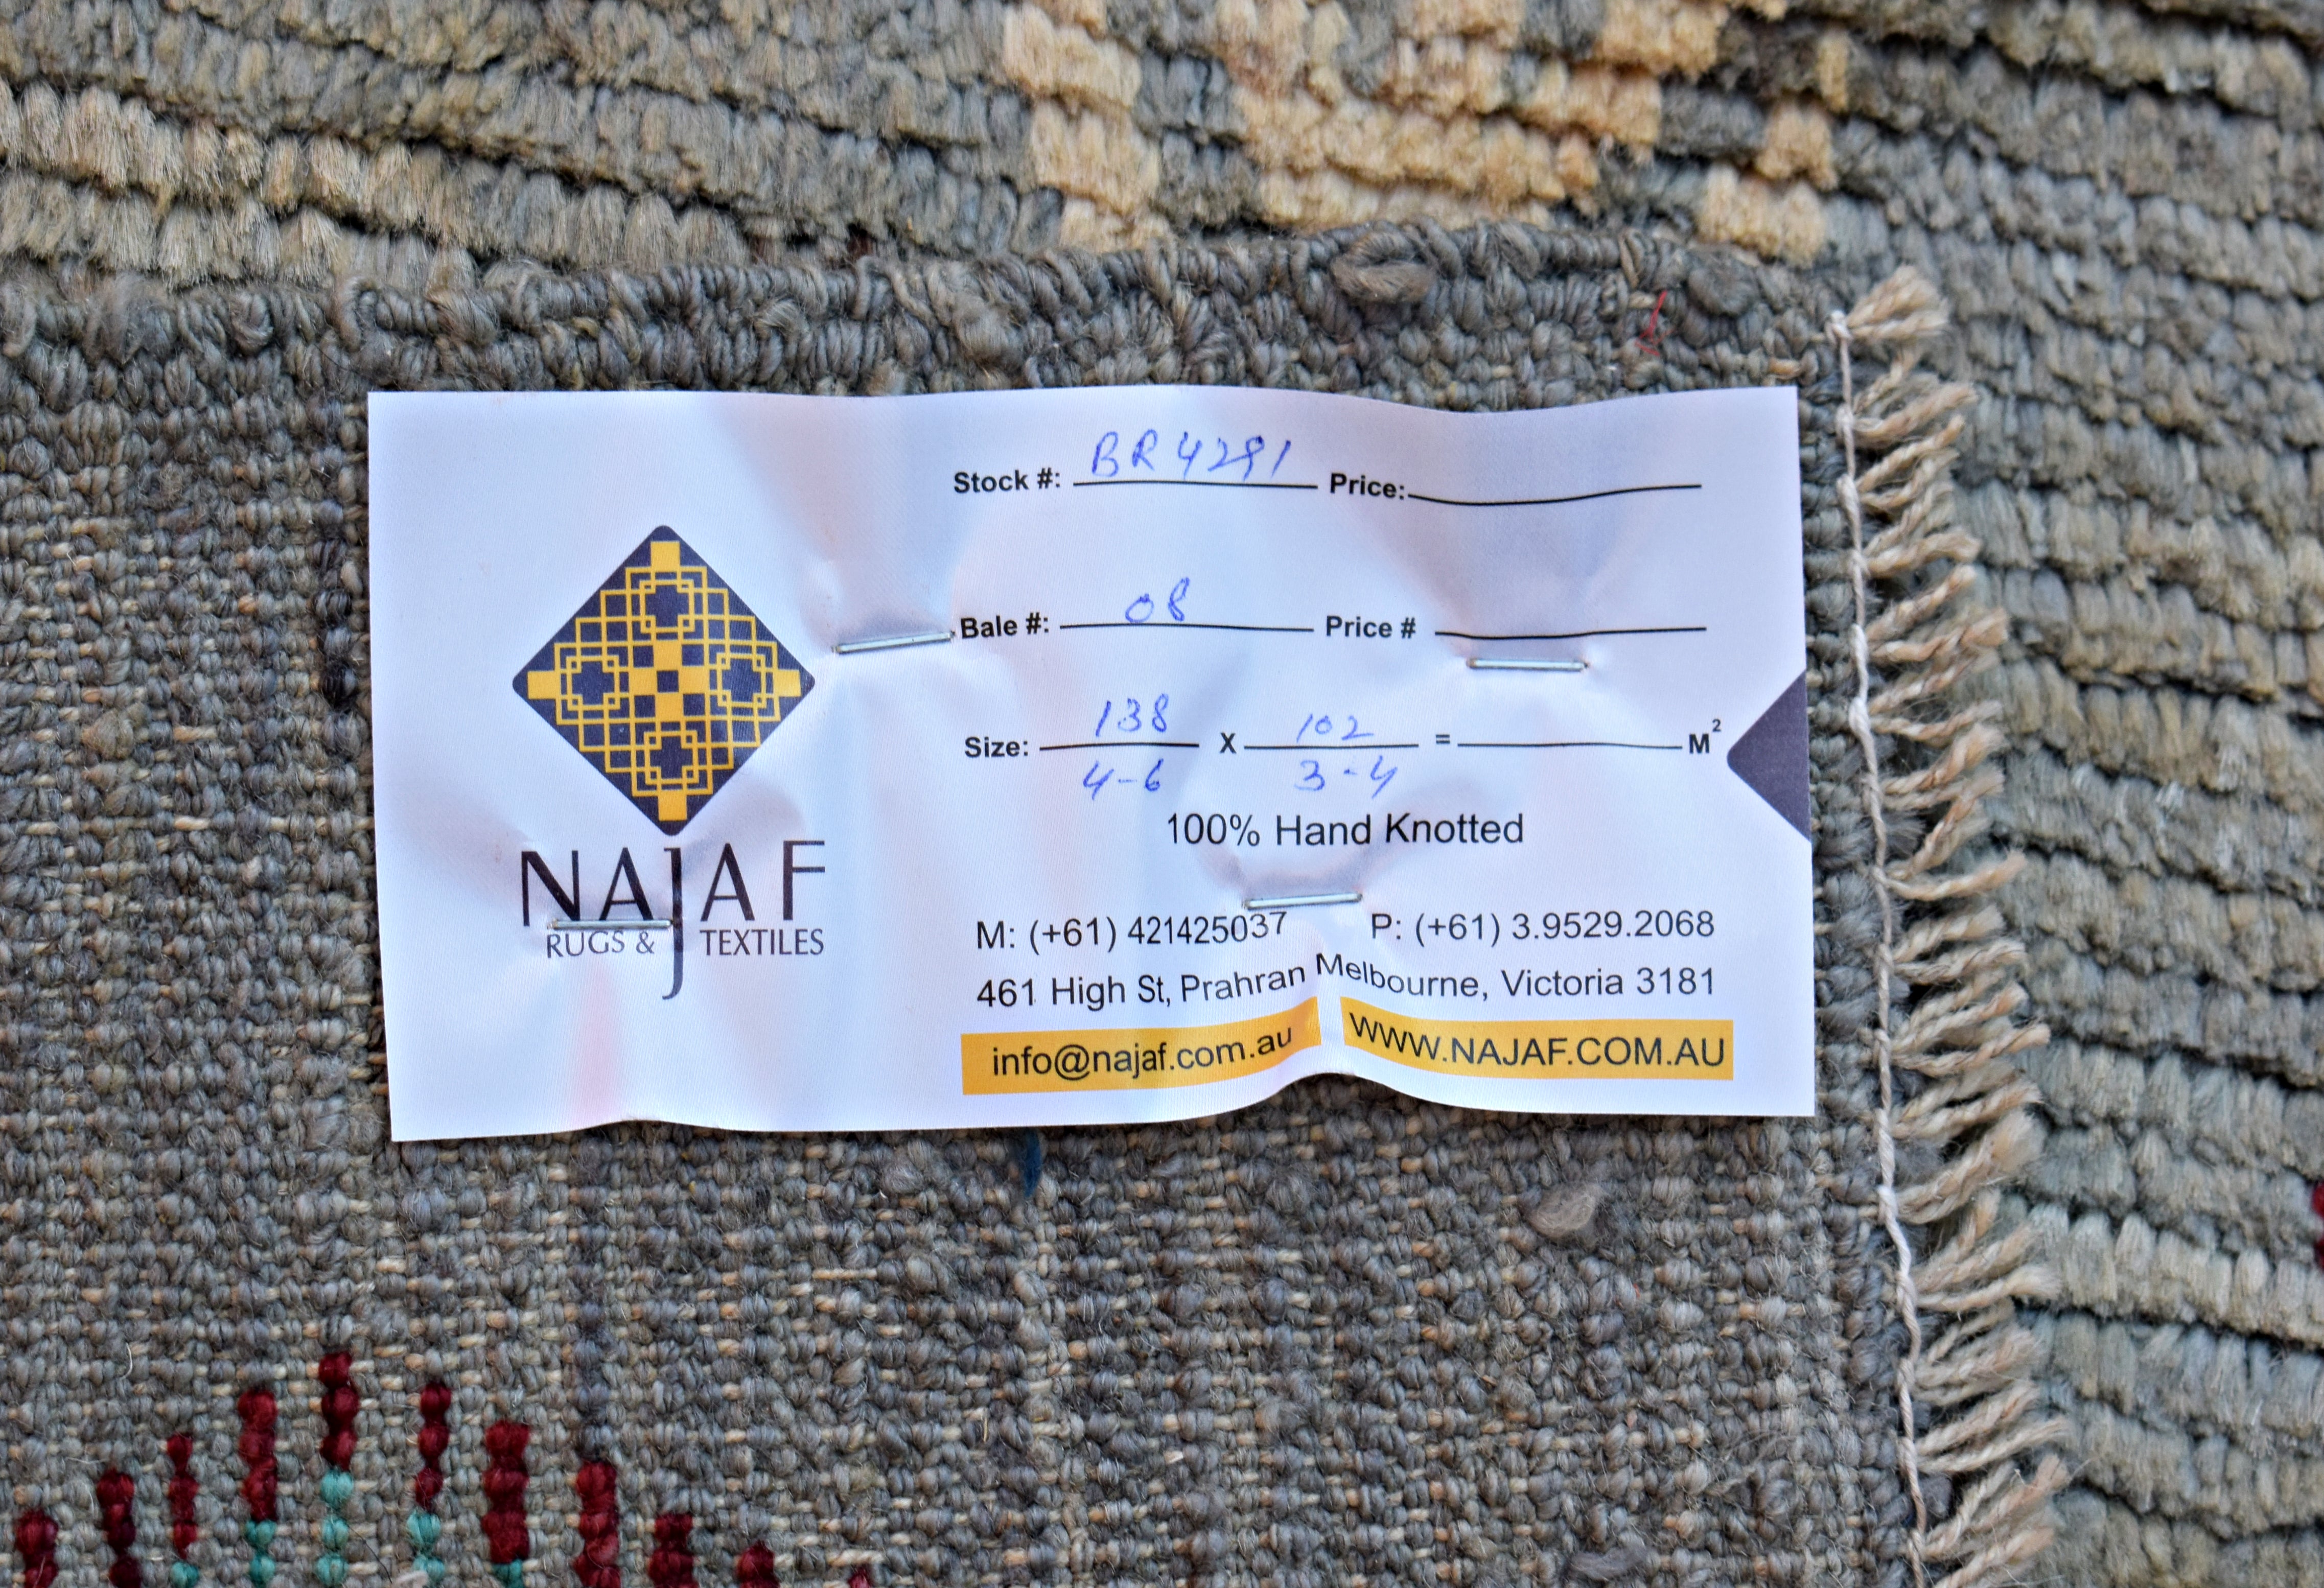 Stock #: BR4291 Price:
Bale #: 08 Price #
Size: 138 X 102 = M²
4-6 3-4
100% Hand Knotted
NAJAF
RUGS & TEXTILES
M: (+61) 421425037 P: (+61) 3.9529.2068
461 High St, Prahran Melbourne, Victoria 3181
info@najaf.com.au WWW.NAJAF.COM.AU